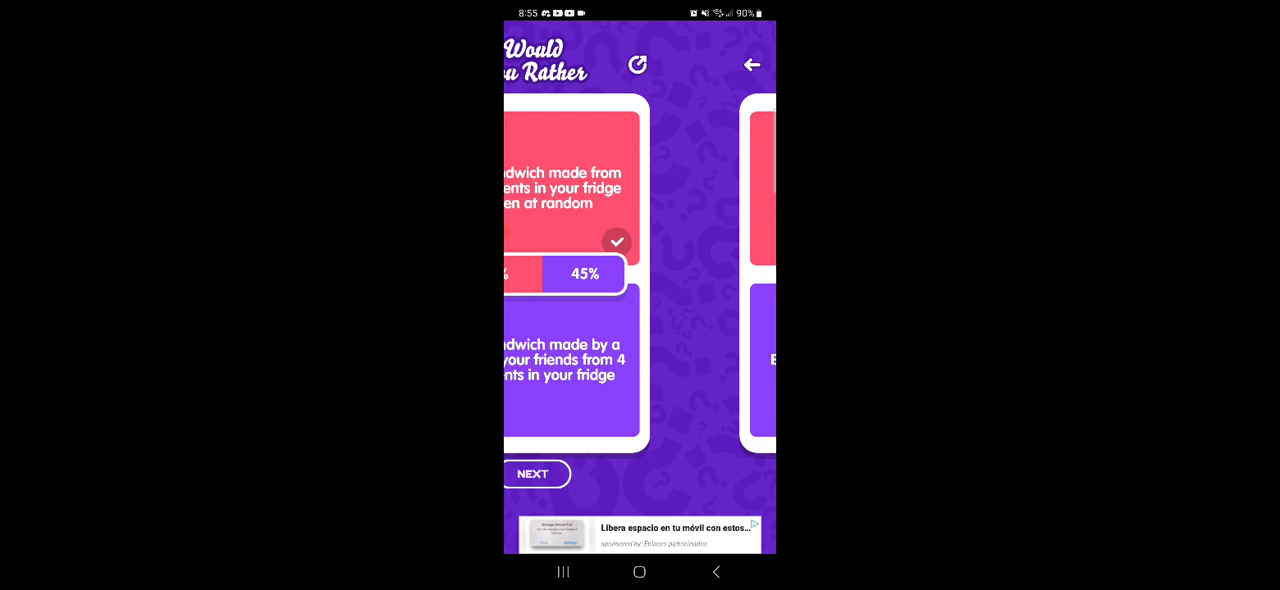 8:55
90%
Would
ou Rather
dwich made from
ents in your fridge
en at random
%
45%
dwich made by a
your friends from 4
nts in your fridge
E
NEXT
Libera espacio en tu móvil con estos...
sponsored by: Enlaces patrocinados